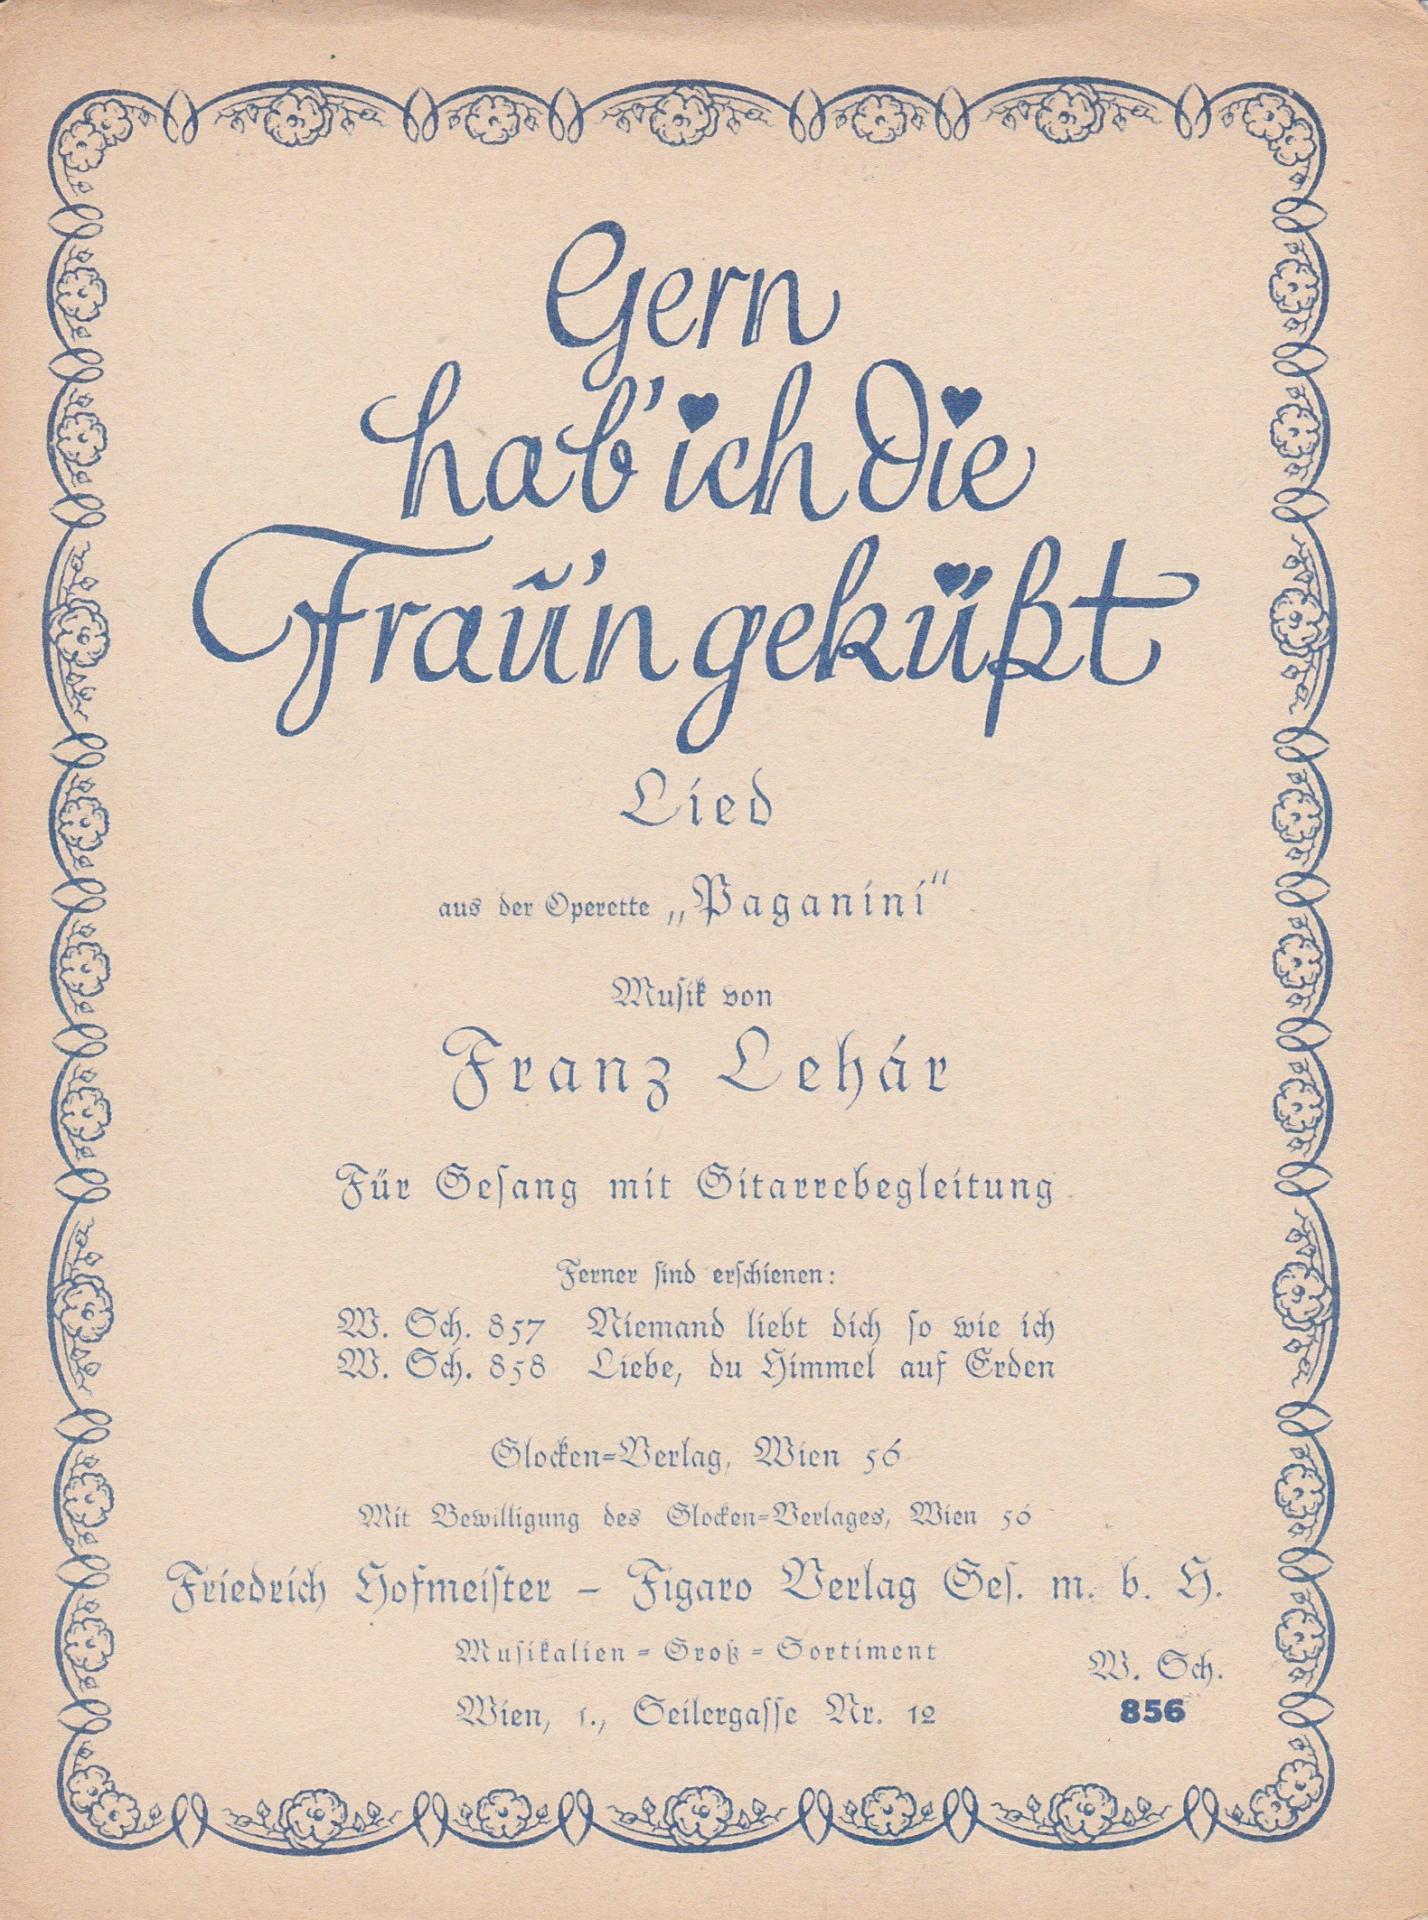 Gern
hab' ich die
Frau'n geküßt
Lied
aus der Operette „Paganini“
Musik von
Franz Lehár
Für Gesang mit Gitarrebegleitung
Ferner sind erschienen:
W. Sch. 857 Niemand liebt dich so wie ich
W. Sch. 858 Liebe, du Himmel auf Erden
Glocken-Verlag, Wien 56
Mit Bewilligung des Glocken-Verlages, Wien 56
Friedrich Hofmeister – Figaro Verlag Ges. m. b. H.
Musikalien-Groß-Sortiment
Wien, 1., Seilergasse Nr. 12
W. Sch.
856